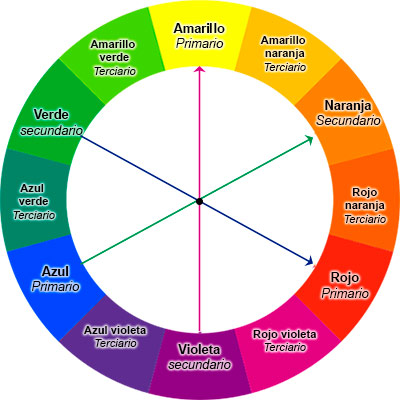 Amarillo
Primario
Amarillo
naranja
Terciario
Naranja
Secundario
Rojo
naranja
Terciario
Rojo
Primario
Rojo violeta
Terciario
Violeta
secundario
Azul violeta
Terciario
Azul
Primario
Azul
verde
Terciario
Verde
secundario
Amarillo
verde
Terciario